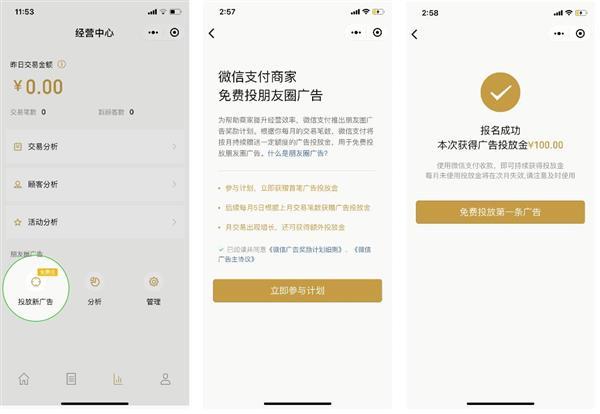 11:53
经营中心
昨日交易金额
¥0.00
交易笔数 0
到店顾客数 0
交易分析
顾客分析
活动分析
朋友圈广告
免费投
投放新广告
分析
管理
2:57
微信支付商家
免费投朋友圈广告
为帮助商家提升经营效率，微信支付推出朋友圈广
告奖励计划。根据你每月的交易笔数，微信支付将
按月持续赠送一定额度的广告投放金，用于免费投
放朋友圈广告。什么是朋友圈广告?
参与计划，立即获赠首笔广告投放金
后续每月5日根据上月交易笔数获赠广告投放金
月交易出现增长，还可获得额外投放金
已阅读并同意《微信广告奖励计划细则》、《微信
广告主协议》
立即参与计划
2:58
报名成功
本次获得广告投放金¥100.00
使用微信支付收款，即可持续获得投放金
每月未使用投放金将在次月失效,请注意及时使用
免费投放第一条广告